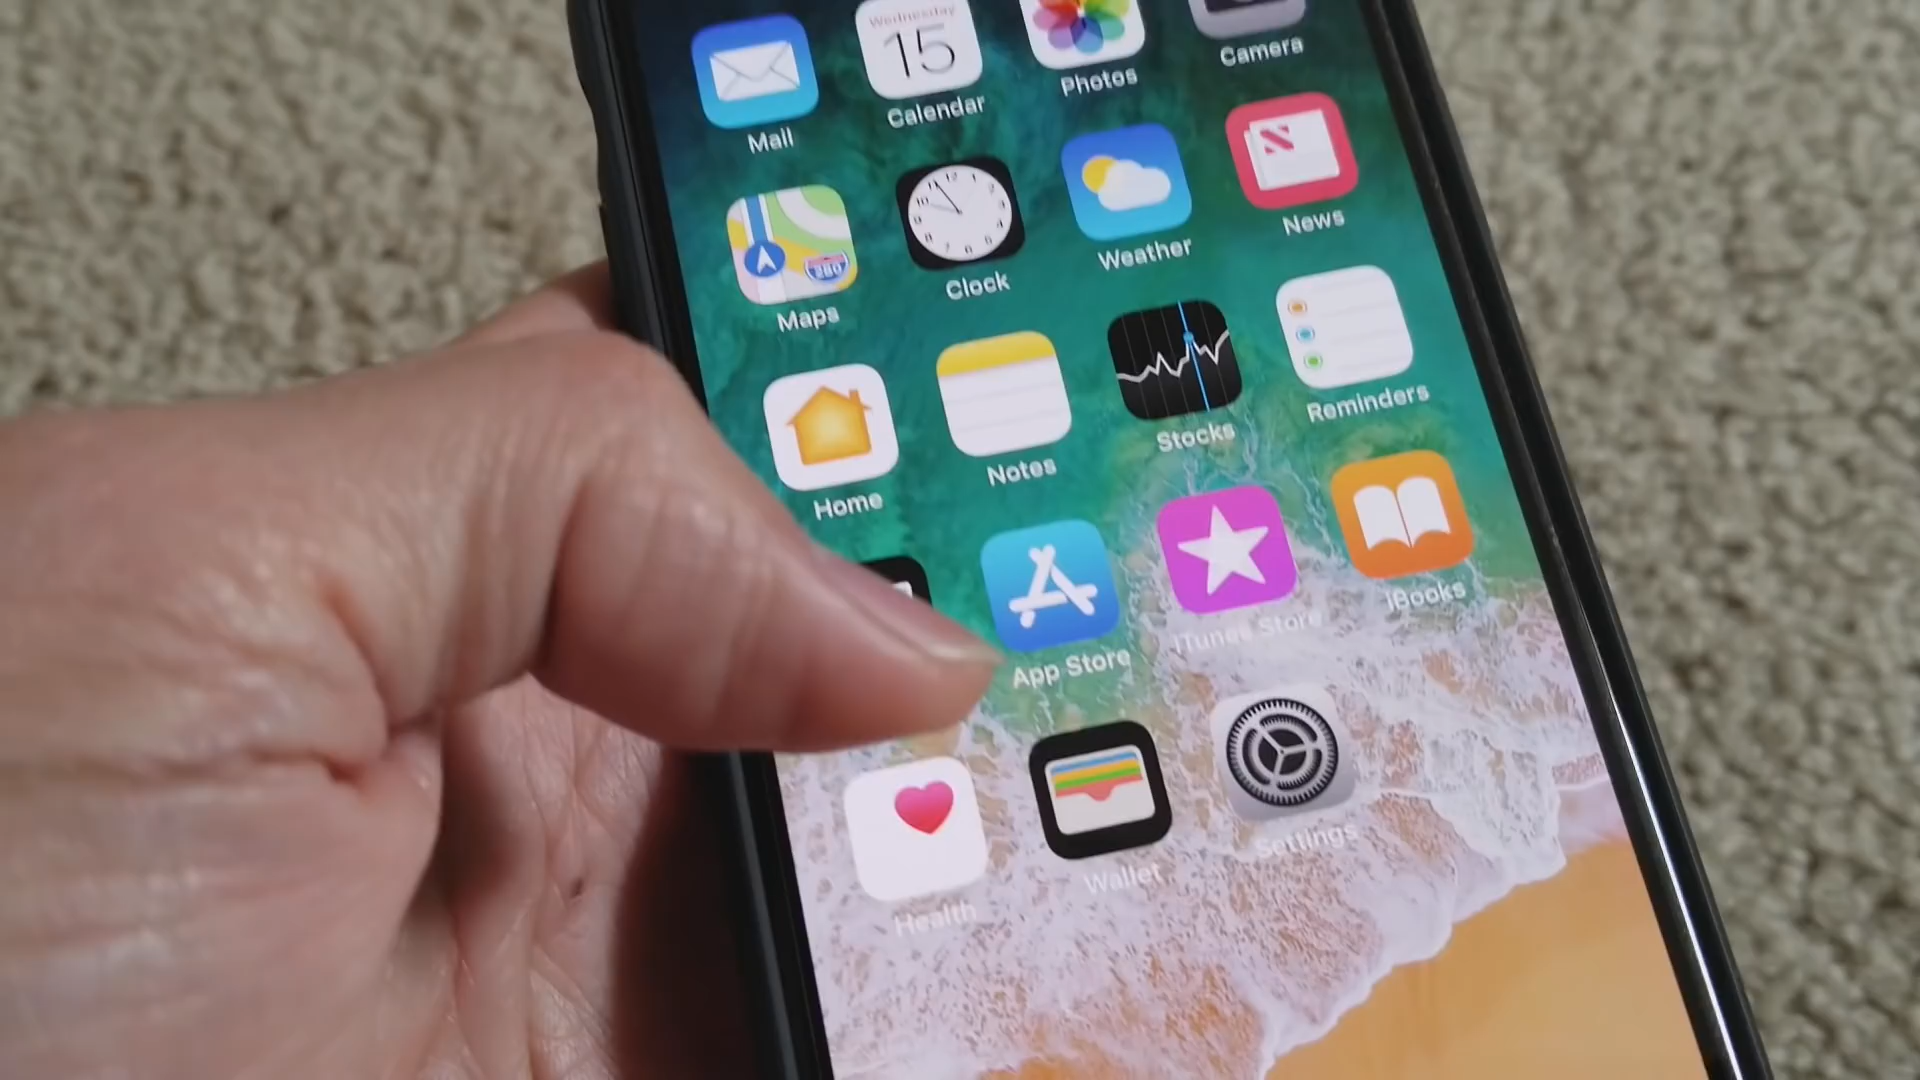 Wednesday
15
Mail
Calendar
Photos
Camera
Maps
280
Clock
Weather
News
Home
Notes
Stocks
Reminders
App Store
iTunes Store
iBooks
Health
Wallet
Settings